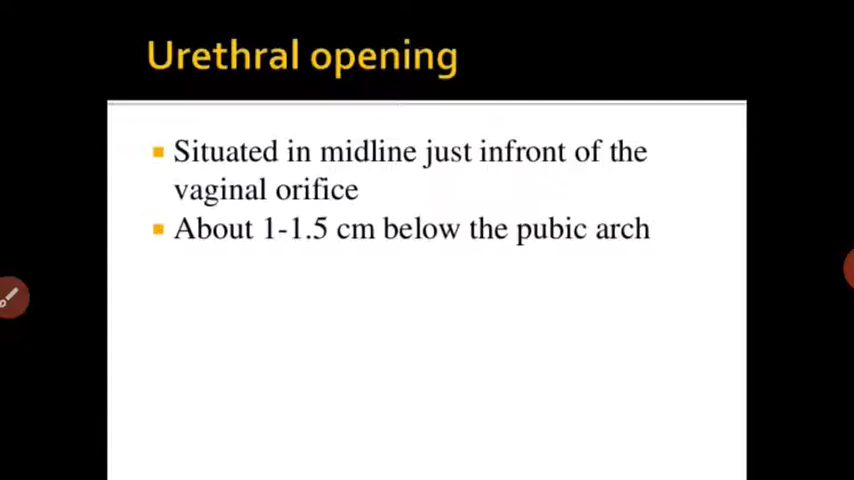 Urethral opening
Situated in midline just infront of the
vaginal orifice
About 1-1.5 cm below the pubic arch